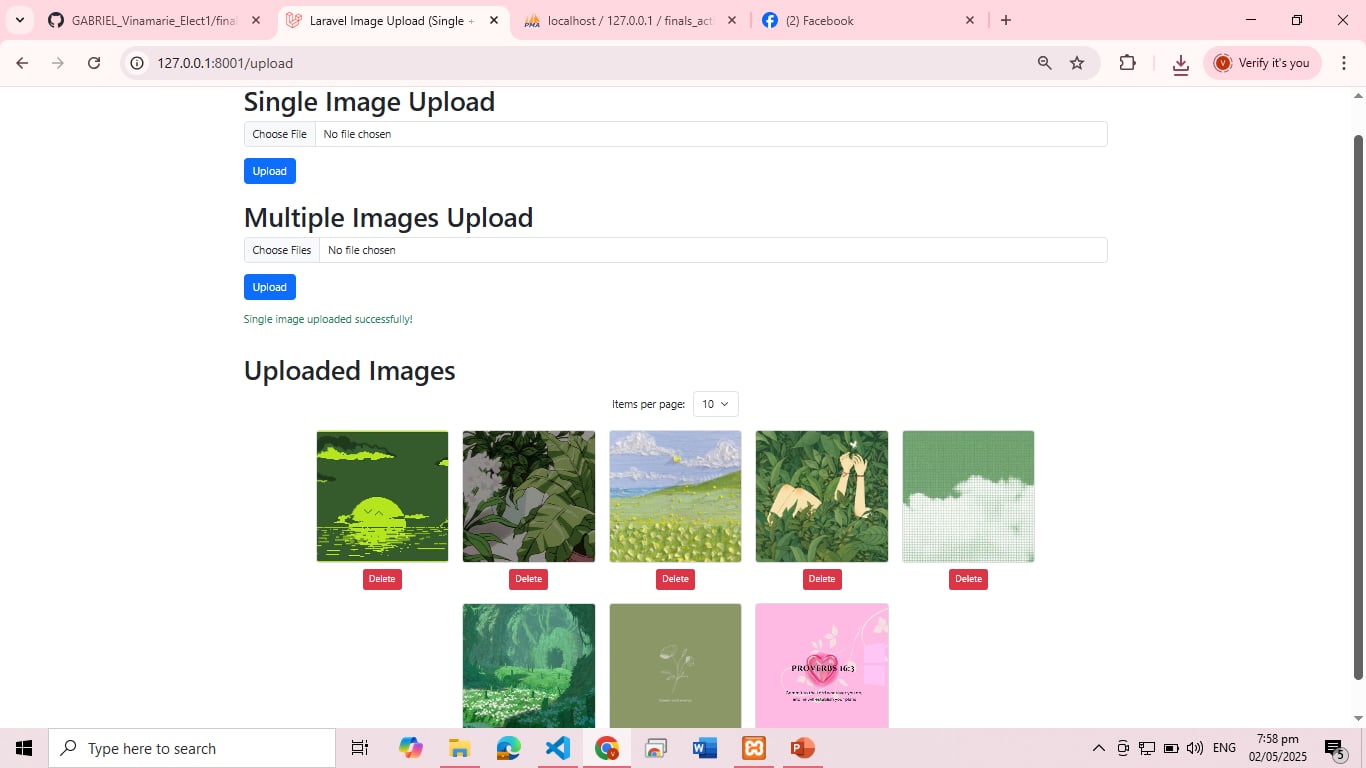 GABRIEL_Vinamarie_Elect1/final
Laravel Image Upload (Single +
localhost / 127.0.0.1 / finals_act
(2) Facebook
127.0.0.1:8001/upload
Verify it's you
Single Image Upload
Choose File No file chosen
Upload
Multiple Images Upload
Choose Files No file chosen
Upload
Single image uploaded successfully!
Uploaded Images
Items per page: 10
Delete Delete Delete Delete Delete
PROVERBS 16:3
Type here to search
ENG
7:58 pm
02/05/2025
5